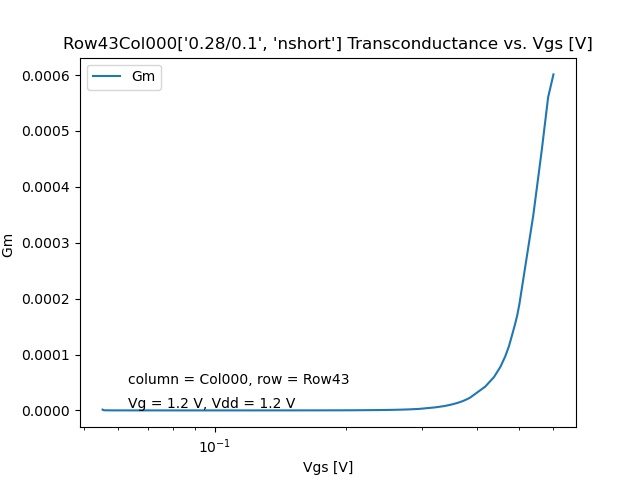 Row43Col000['0.28/0.1', 'nshort'] Transconductance vs. Vgs [V]
Gm
0.0006
0.0005
0.0004
0.0003
0.0002
0.0001
0.0000
Gm
column = Col000, row = Row43
Vg = 1.2 V, Vdd = 1.2 V
10⁻¹
Vgs [V]